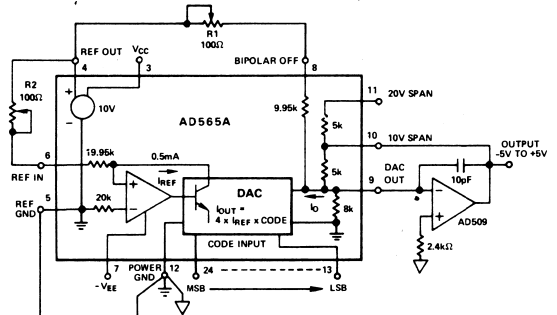 R1
100Ω
REF OUT
VCC
BIPOLAR OFF
4
3
8
R2
100Ω
+
10V
-
AD565A
9.95k
11
20V SPAN
5k
10
10V SPAN
OUTPUT
-5V TO +5V
6
19.95k
0.5mA
5k
9
DAC
OUT
10pF
REF IN
+
IREF
-
DAC
IOUT =
4 x IREF x CODE
IO
8k
-
+
AD509
5
REF
GND
20k
CODE INPUT
2.4kΩ
7
-VEE
POWER
GND
12
24
13
MSB
LSB